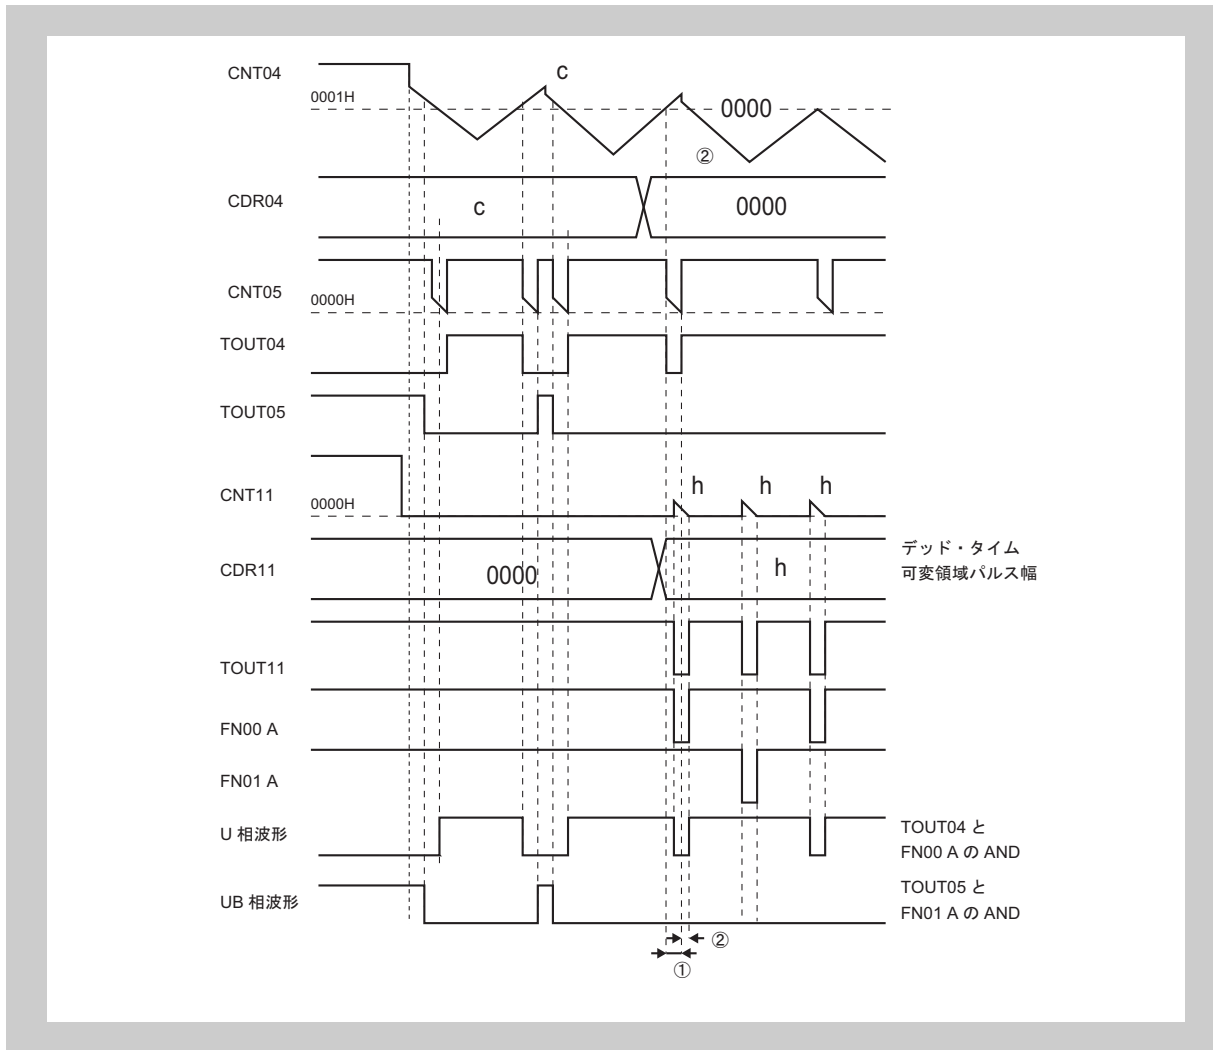 CNT04
c
0001H
0000
②
CDR04
c
0000
CNT05
0000H
TOUT04
TOUT05
CNT11
h
h
h
0000H
デッド・タイム
可変領域パルス幅
CDR11
0000
h
TOUT11
FN00 A
FN01 A
U 相波形
TOUT04 と
FN00 A の AND
UB 相波形
TOUT05 と
FN01 A の AND
②
①